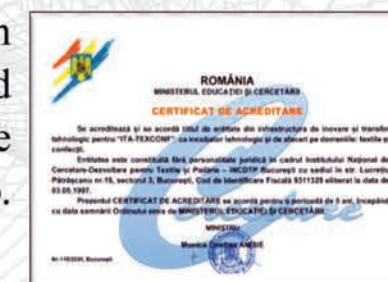 n
d
e
o.
ROMÂNIA
MINISTERUL EDUCAȚIEI ȘI CERCETĂRII
CERTIFICAT DE ACREDITARE
Se acreditează și se acordă titlul de entitate din infrastructura de inovare și transfer
tehnologic pentru "ITA-TEXCONF", ca incubator tehnologic și de afaceri pe domeniile: textile și
confecții.
Entitatea este constituită fără personalitate juridică în cadrul Institutului Național de
Cercetare-Dezvoltare pentru Textile și Pielărie – INCDTP București cu sediul în str. Lucrețiu
Pătrășcanu nr.16, sectorul 3, București, Cod de Identificare Fiscală 9311329 eliberat la data de
03.05.1997.
Prezentul CERTIFICAT DE ACREDITARE se acordă pentru o perioadă de 5 ani, începând
cu data semnării Ordinului emis de MINISTERUL EDUCAȚIEI ȘI CERCETĂRII.
MINISTRU
Monica Cristina ANISIE
București